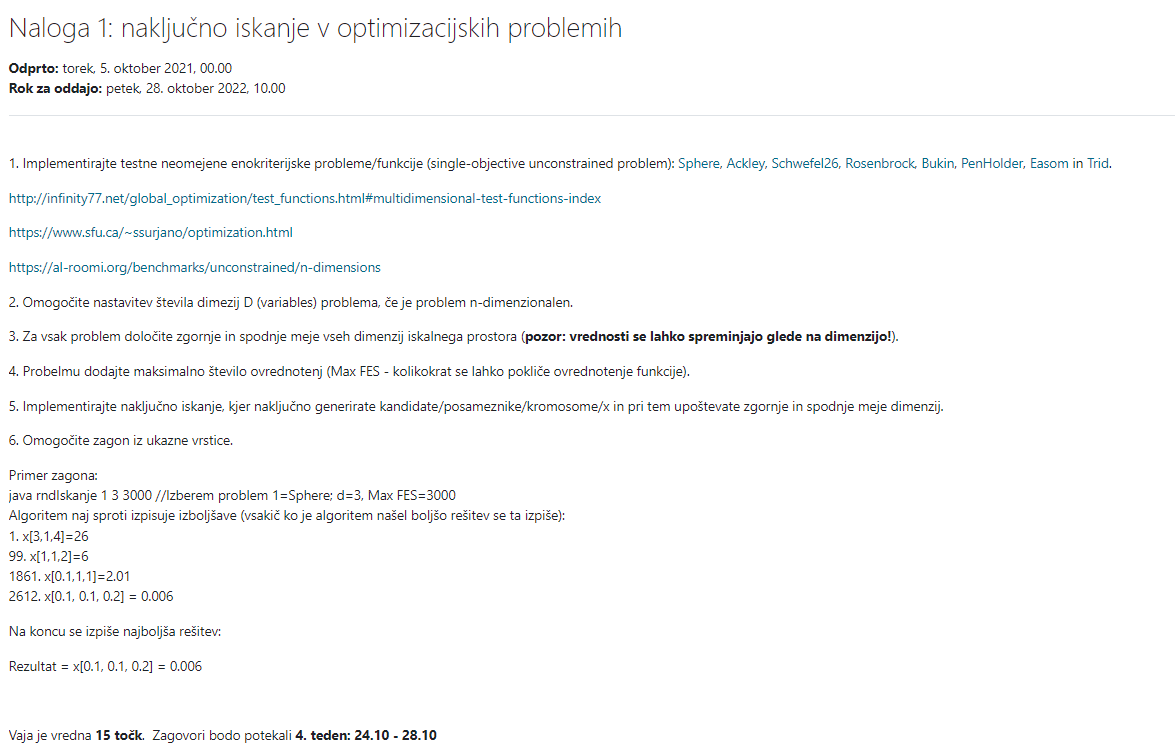 Naloga 1: naključno iskanje v optimizacijskih problemih
Odprto: torek, 5. oktober 2021, 00.00
Rok za oddajo: petek, 28. oktober 2022, 10.00
1. Implementirajte testne neomejene enokriterijske probleme/funkcije (single-objective unconstrained problem): Sphere, Ackley, Schwefel26, Rosenbrock, Bukin, PenHolder, Easom in Trid.
http://infinity77.net/global_optimization/test_functions.html#multidimensional-test-functions-index
https://www.sfu.ca/~ssurjano/optimization.html
https://al-roomi.org/benchmarks/unconstrained/n-dimensions
2. Omogočite nastavitev števila dimezij D (variables) problema, če je problem n-dimenzionalen.
3. Za vsak problem določite zgornje in spodnje meje vseh dimenzij iskalnega prostora (pozor: vrednosti se lahko spreminjajo glede na dimenzijo!).
4. Probelmu dodajte maksimalno število ovrednotenj (Max FES - kolikokrat se lahko pokliče ovrednotenje funkcije).
5. Implementirajte naključno iskanje, kjer naključno generirate kandidate/posameznike/kromosome/x in pri tem upoštevate zgornje in spodnje meje dimenzij.
6. Omogočite zagon iz ukazne vrstice.
Primer zagona:
java rndIskanje 1 3 3000 //Izberem problem 1=Sphere; d=3, Max FES=3000
Algoritem naj sproti izpisuje izboljšave (vsakič ko je algoritem našel boljšo rešitev se ta izpiše):
1. x[3,1,4]=26
99. x[1,1,2]=6
1861. x[0.1,1,1]=2.01
2612. x[0.1, 0.1, 0.2] = 0.006
Na koncu se izpiše najboljša rešitev:
Rezultat = x[0.1, 0.1, 0.2] = 0.006
Vaja je vredna 15 točk. Zagovori bodo potekali 4. teden: 24.10 - 28.10